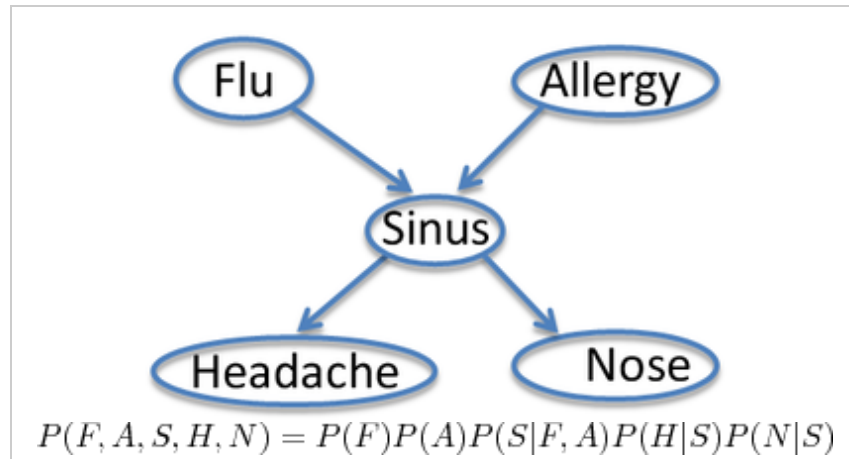 Flu
Allergy
Sinus
Headache
Nose
P(F, A, S, H, N) = P(F)P(A)P(S|F, A)P(H|S)P(N|S)